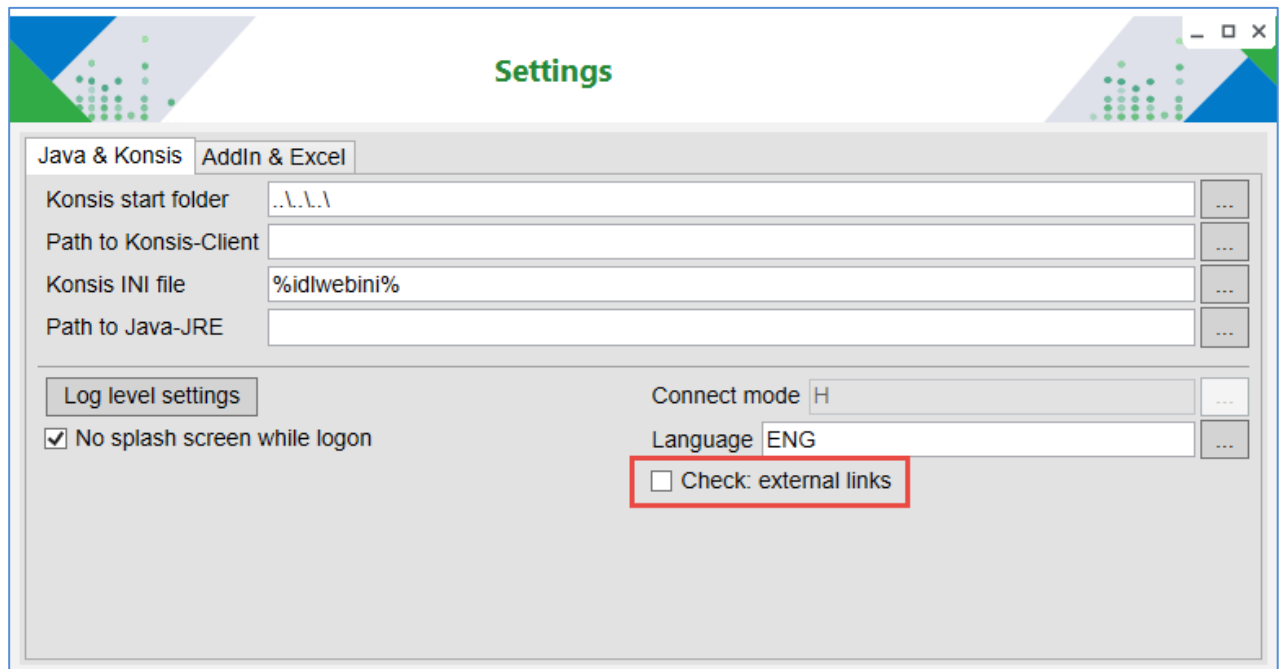 Settings
Java & Konsis AddIn & Excel
Konsis start folder ..\..\..\ ...
Path to Konsis-Client ...
Konsis INI file %idlwebini% ...
Path to Java-JRE ...
Log level settings Connect mode H ...
No splash screen while logon Language ENG ...
Check: external links